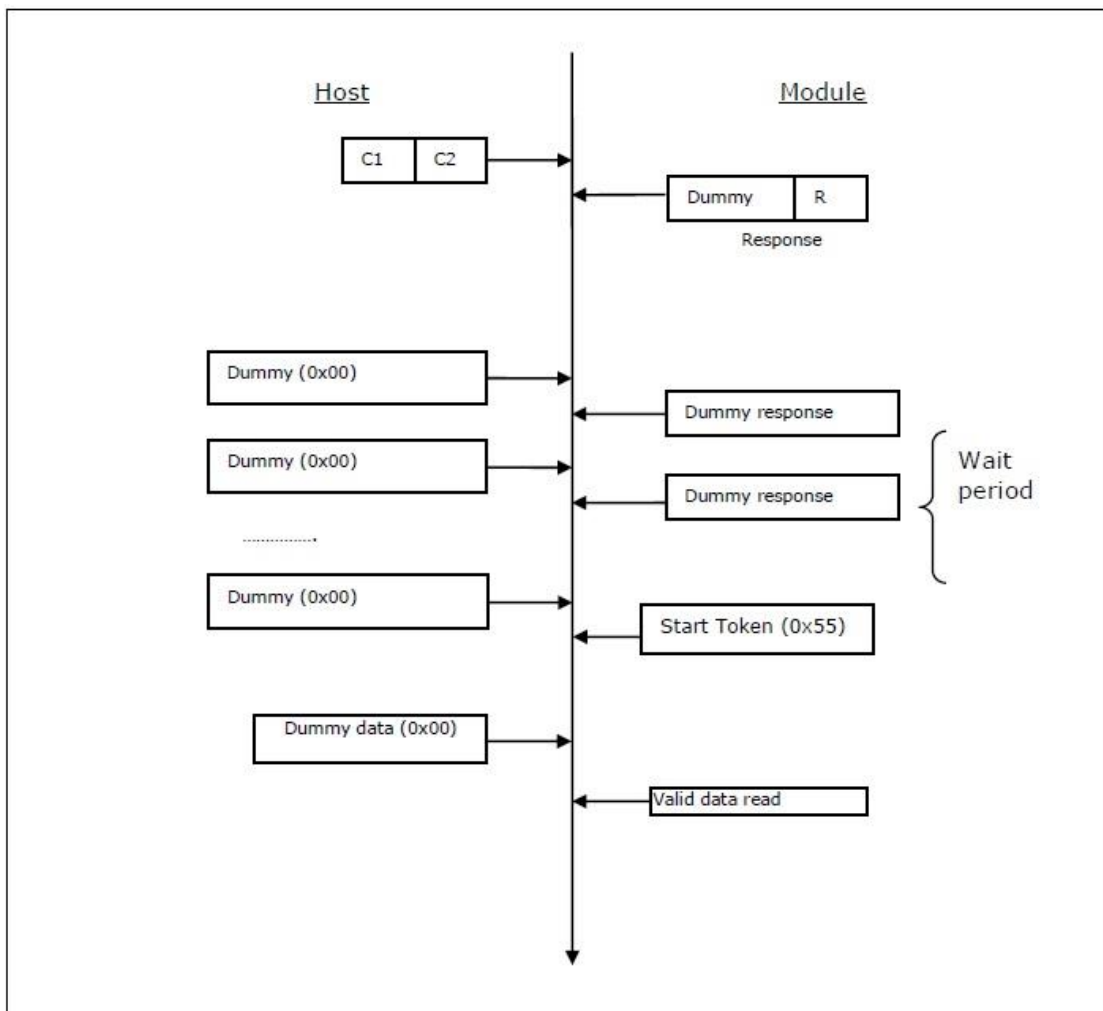 Host
Module
C1 C2
Dummy R
Response
Dummy (0x00)
Dummy response
Dummy (0x00)
Dummy response
Wait
period
................
Dummy (0x00)
Start Token (0x55)
Dummy data (0x00)
Valid data read